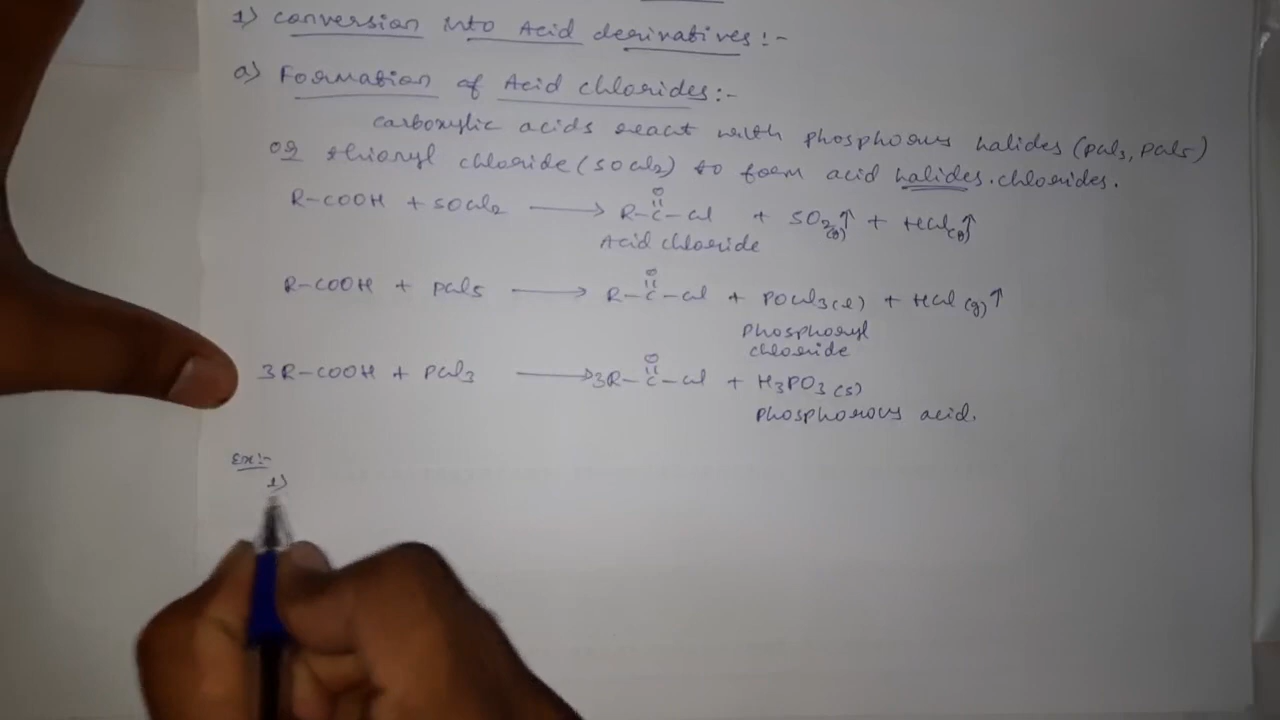 1) Conversion into Acid derivatives:-
a) Formation of Acid chlorides:-
carboxylic acids react with phosphorus halides (PCl3, PCl5)
or thionyl chloride (SOCl2) to form acid halides. chlorides.
R-COOH + SOCl2 → R-C-Cl + SO2(g)↑ + HCl(g)↑
O
Acid chloride
R-COOH + PCl5 → R-C-Cl + POCl3(l) + HCl(g)↑
O
Phosphoryl
chloride
3R-COOH + PCl3 → 3R-C-Cl + H3PO3(s)
O
Phosphorous acid.
Ex:-
1)